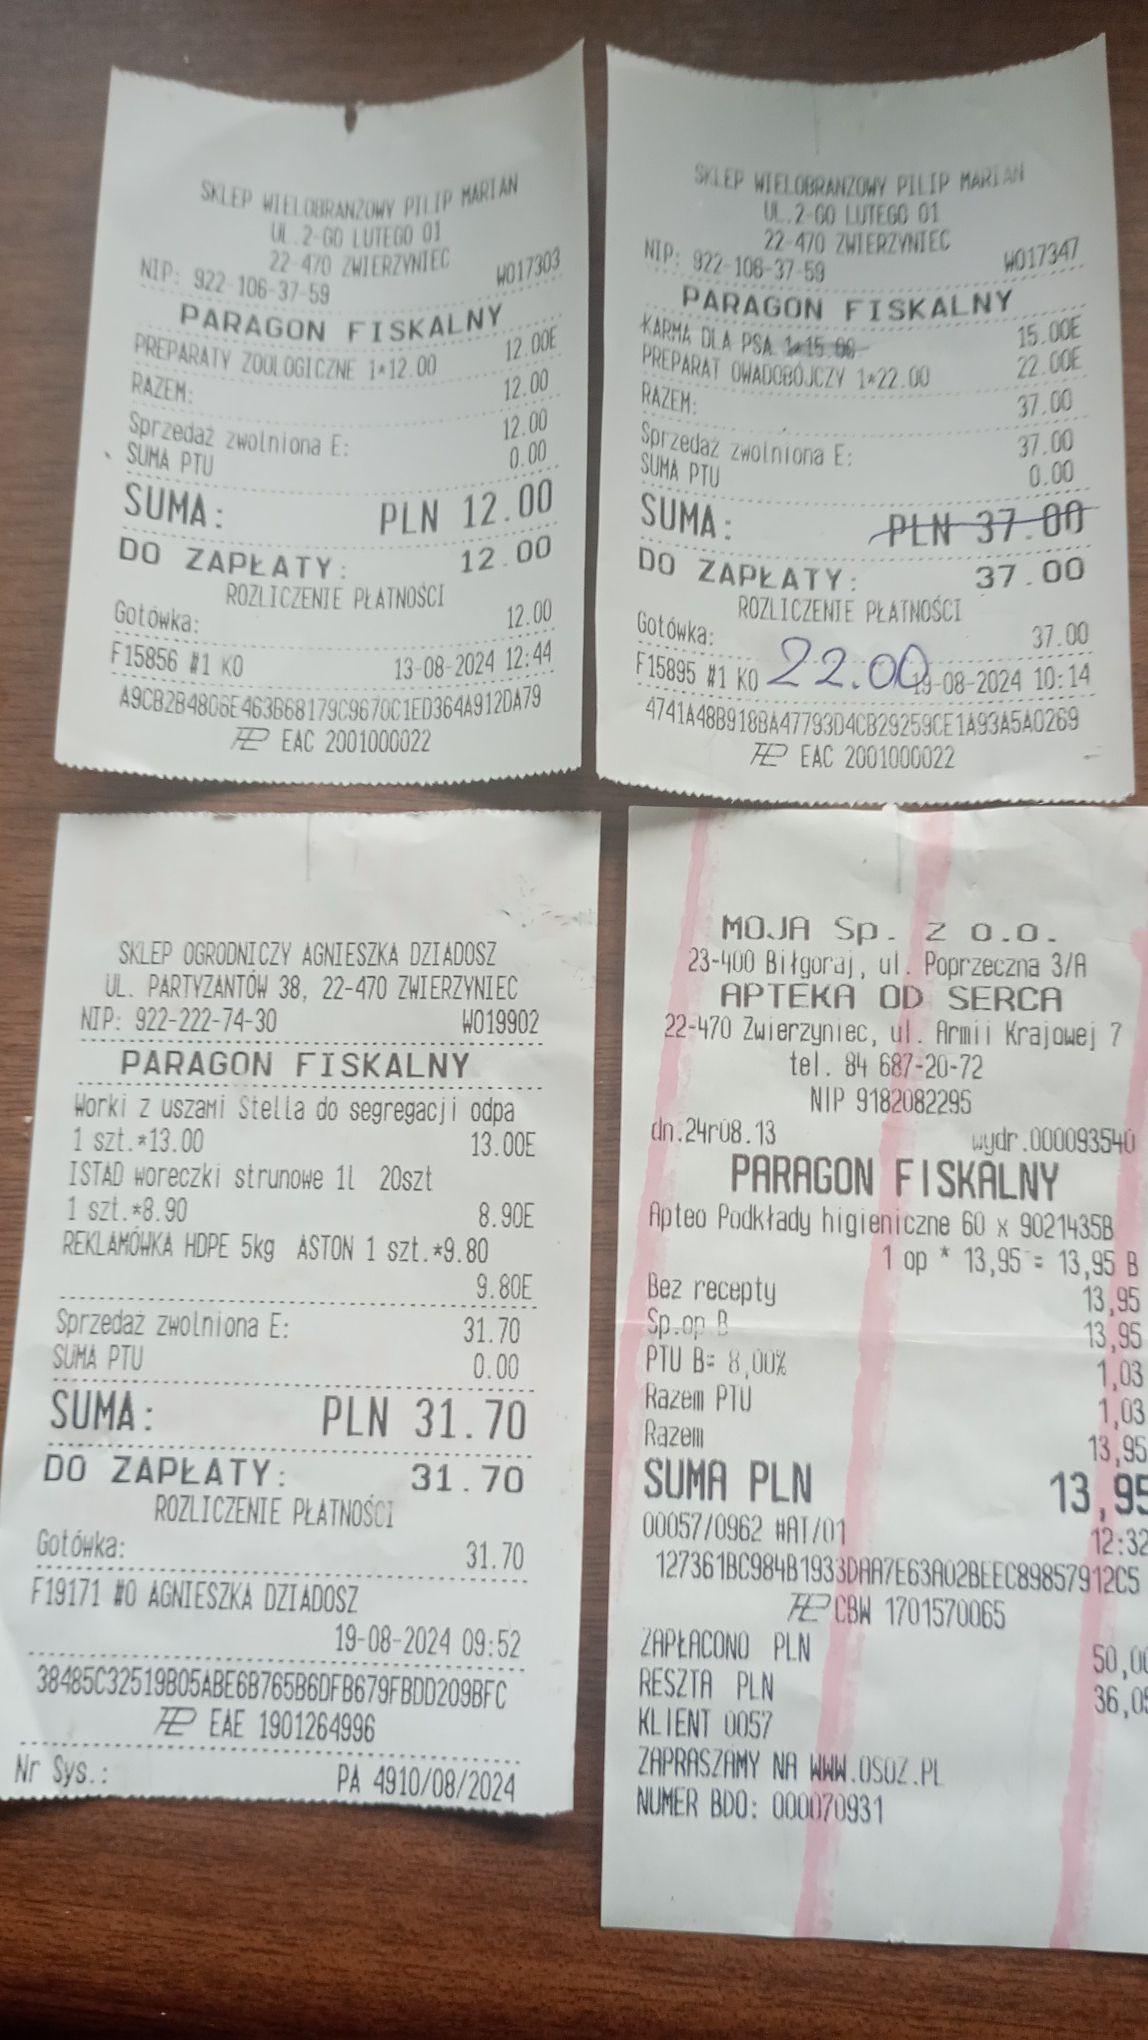 SKLEP WIELOBRANŻOWY PILIP MARIAN
UL.2-GO LUTEGO 01
22-470 ZWIERZYNIEC
NIP: 922-106-37-59 W017303
PARAGON FISKALNY
PREPARATY ZOOLOGICZNE 1*12.00 12.00E
RAZEM: 12.00
Sprzedaż zwolniona E: 12.00
SUMA PTU 0.00
SUMA: PLN 12.00
DO ZAPŁATY: 12.00
ROZLICZENIE PŁATNOŚCI
Gotówka: 12.00
F15856 #1 KO 13-08-2024 12:44
A9CB2B4806E463B68179C9670C1ED364A912DA79
EAC 2001000022
SKLEP WIELOBRANŻOWY PILIP MARIAN
UL.2-GO LUTEGO 01
22-470 ZWIERZYNIEC
NIP: 922-106-37-59 W017347
PARAGON FISKALNY
KARMA DLA PSA 1*15.00 15.00E
PREPARAT OWADOBÓJCZY 1*22.00 22.00E
RAZEM: 37.00
Sprzedaż zwolniona E: 37.00
SUMA PTU 0.00
SUMA: PLN 37.00
DO ZAPŁATY: 37.00
ROZLICZENIE PŁATNOŚCI
Gotówka: 37.00
22.00
F15895 #1 KO 19-08-2024 10:14
4741A48B918BA47793D4CB29259CE1A93A5A0269
EAC 2001000022
SKLEP OGRODNICZY AGNIESZKA DZIADOSZ
UL. PARTYZANTÓW 38, 22-470 ZWIERZYNIEC
NIP: 922-222-74-30 W019902
PARAGON FISKALNY
Worki z uszami Stella do segregacji odpa
1 szt.*13.00 13.00E
ISTAD woreczki strunowe 1l 20szt
1 szt.*8.90 8.90E
REKLAMÓWKA HDPE 5kg ASTON 1 szt.*9.80
9.80E
Sprzedaż zwolniona E: 31.70
SUMA PTU 0.00
SUMA: PLN 31.70
DO ZAPŁATY: 31.70
ROZLICZENIE PŁATNOŚCI
Gotówka: 31.70
F19171 #0 AGNIESZKA DZIADOSZ
19-08-2024 09:52
38485C32519B05ABE6B765B6DFB679FBDD209BFC
EAE 1901264996
Nr Sys.: PA 4910/08/2024
MOJA Sp. z o.o.
23-400 Biłgoraj, ul. Poprzeczna 3/A
APTEKA OD SERCA
22-470 Zwierzyniec, ul. Armii Krajowej 7
tel. 84 687-20-72
NIP 9182082295
dn.24r08.13 wydr.000093540
PARAGON FISKALNY
Apteo Podkłady higieniczne 60 x 9021435B
1 op * 13,95 = 13,95 B
Bez recepty 13,95
Sp.op B 13,95
PTU B= 8,00% 1,03
Razem PTU 1,03
Razem 13,95
SUMA PLN 13,95
00057/0962 #AT/01 12:32
127361BC984B1933DAA7E63A02BEEC89857912C5
CBW 1701570065
ZAPŁACONO PLN 50,00
RESZTA PLN 36,05
KLIENT 0057
ZAPRASZAMY NA WWW.OSOZ.PL
NUMER BDO: 000070931